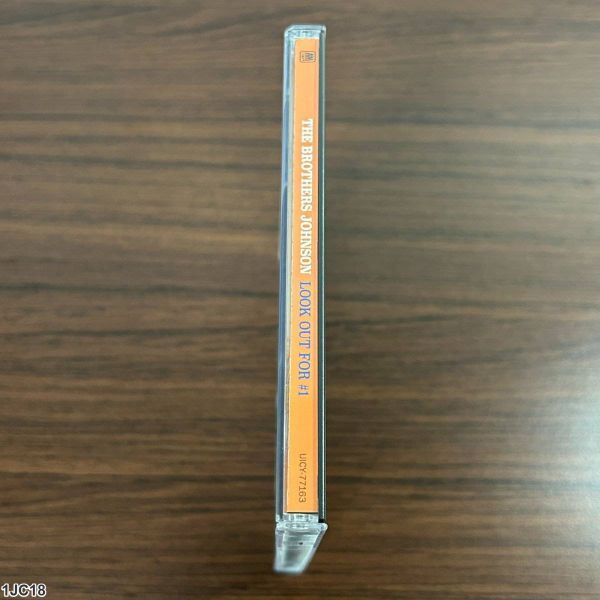 THE BROTHERS JOHNSON LOOK OUT FOR #1
UICY-77163
1JC18